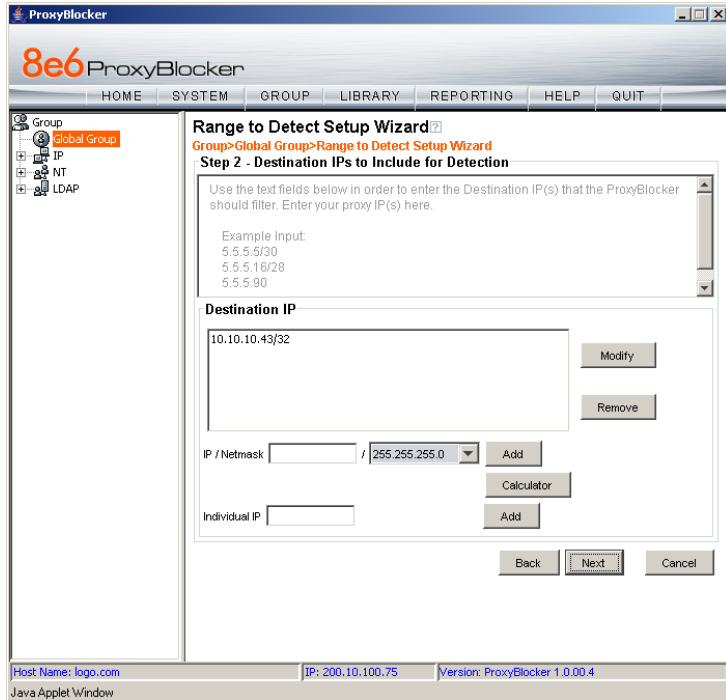 ProxyBlocker
8e6 ProxyBlocker
HOME SYSTEM GROUP LIBRARY REPORTING HELP QUIT
Group
Global Group
IP
NT
LDAP
Range to Detect Setup Wizard?
Group>Global Group>Range to Detect Setup Wizard
Step 2 - Destination IPs to Include for Detection
Use the text fields below in order to enter the Destination IP(s) that the ProxyBlocker
should filter. Enter your proxy IP(s) here.
Example Input:
5.5.5.5/30
5.5.5.16/28
5.5.5.90
Destination IP
10.10.10.43/32
Modify
Remove
IP / Netmask / 255.255.255.0 Add
Calculator
Individual IP Add
Back Next Cancel
Host Name: logo.com IP: 200.10.100.75 Version: ProxyBlocker 1.0.00.4
Java Applet Window